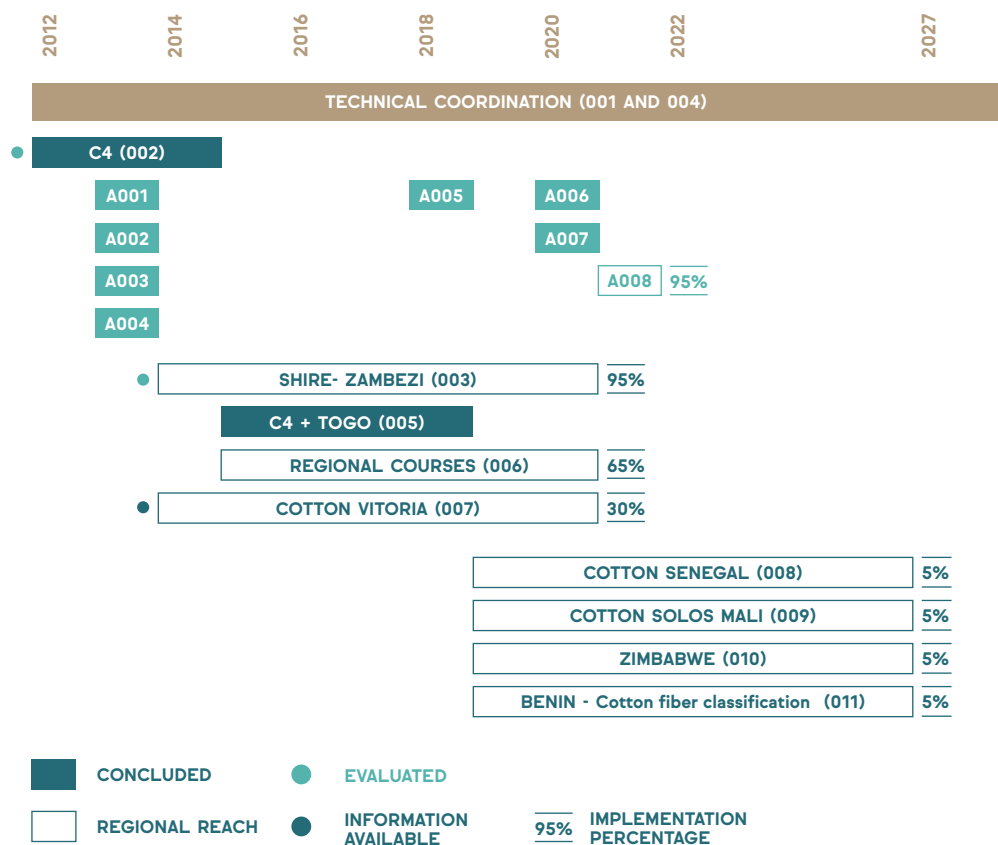 2012 2014 2016 2018 2020 2022 2027
TECHNICAL COORDINATION (001 AND 004)
C4 (002)
A001 A005 A006
A002 A007
A003 A008 95%
A004
SHIRE- ZAMBEZI (003) 95%
C4 + TOGO (005)
REGIONAL COURSES (006) 65%
COTTON VITORIA (007) 30%
COTTON SENEGAL (008) 5%
COTTON SOLOS MALI (009) 5%
ZIMBABWE (010) 5%
BENIN - Cotton fiber classification (011) 5%
CONCLUDED
EVALUATED
REGIONAL REACH
INFORMATION
AVAILABLE
95%
IMPLEMENTATION
PERCENTAGE